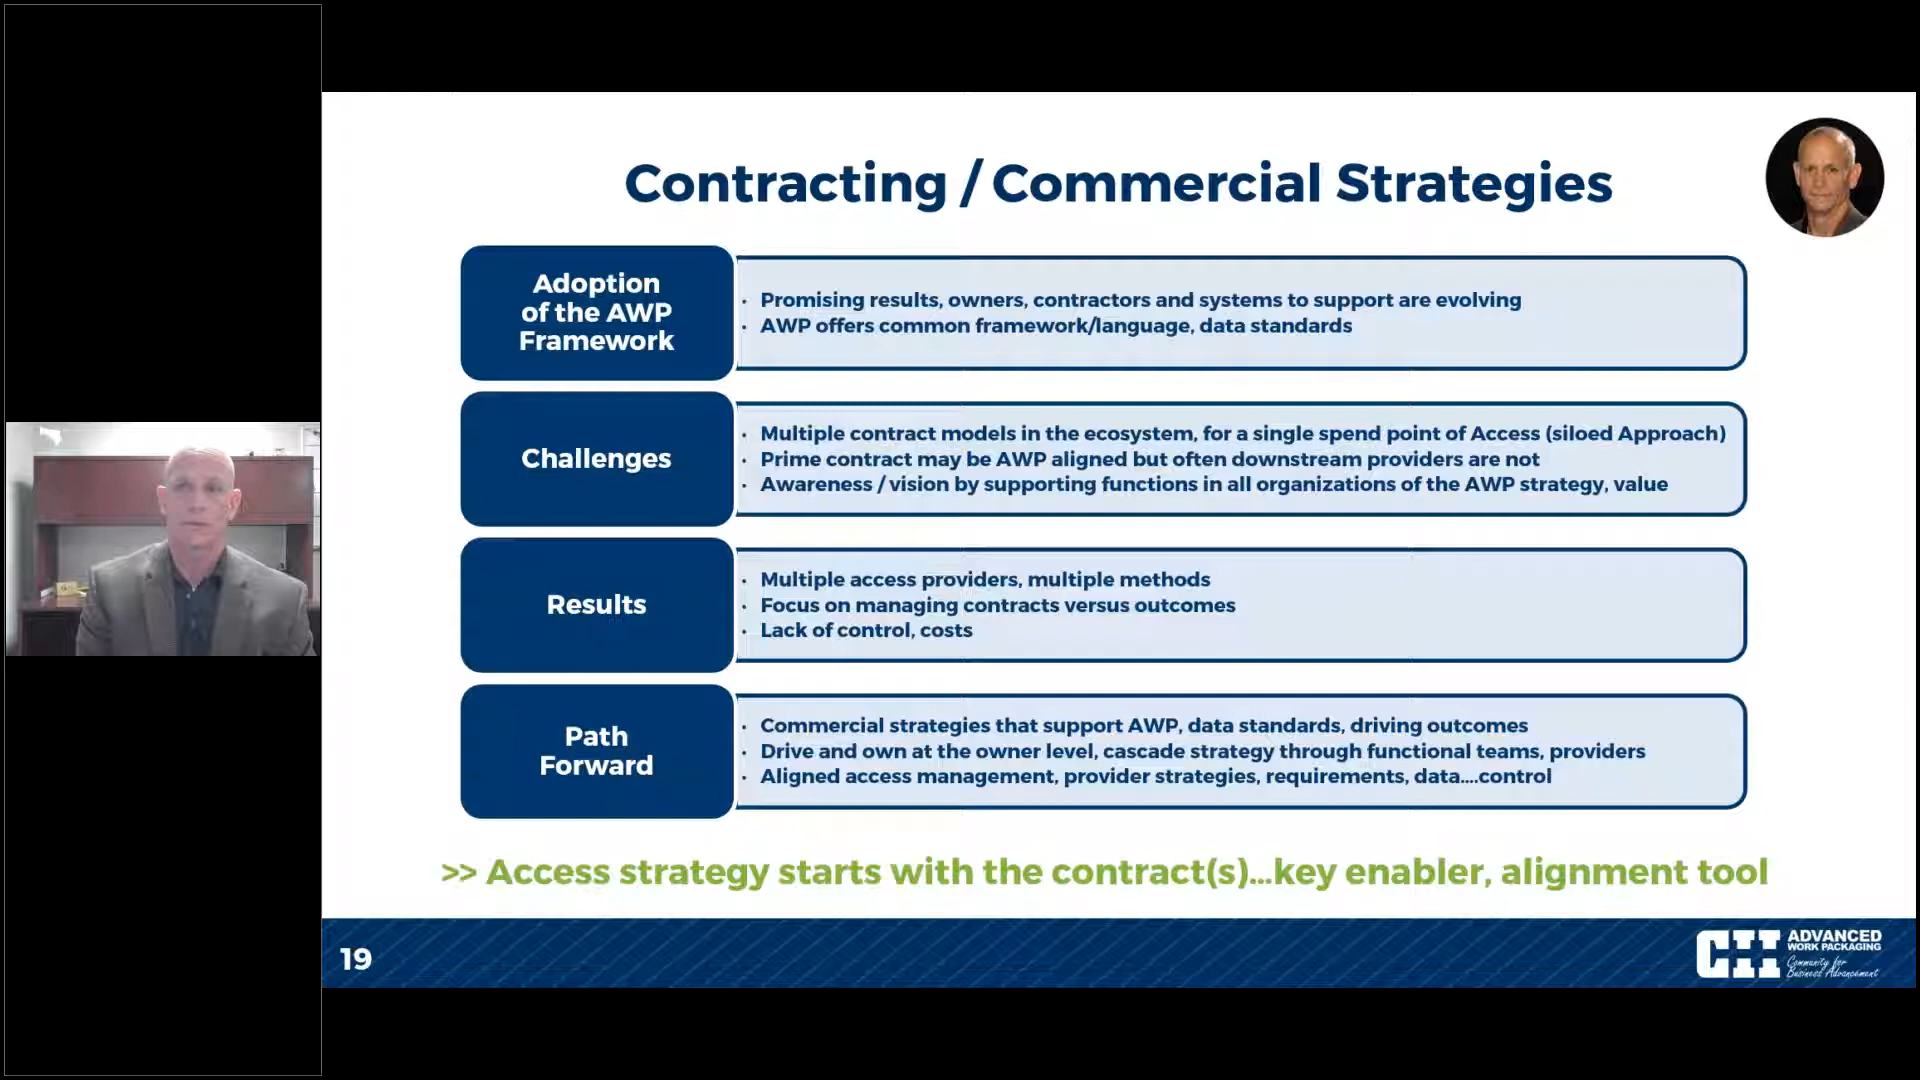 Contracting / Commercial Strategies
Adoption
of the AWP
Framework
• Promising results, owners, contractors and systems to support are evolving
• AWP offers common framework/language, data standards
Challenges
• Multiple contract models in the ecosystem, for a single spend point of Access (siloed Approach)
• Prime contract may be AWP aligned but often downstream providers are not
• Awareness / vision by supporting functions in all organizations of the AWP strategy, value
Results
• Multiple access providers, multiple methods
• Focus on managing contracts versus outcomes
• Lack of control, costs
Path
Forward
• Commercial strategies that support AWP, data standards, driving outcomes
• Drive and own at the owner level, cascade strategy through functional teams, providers
• Aligned access management, provider strategies, requirements, data....control
>> Access strategy starts with the contract(s)...key enabler, alignment tool
19
CII
ADVANCED
WORK PACKAGING
Community for
Business Advancement